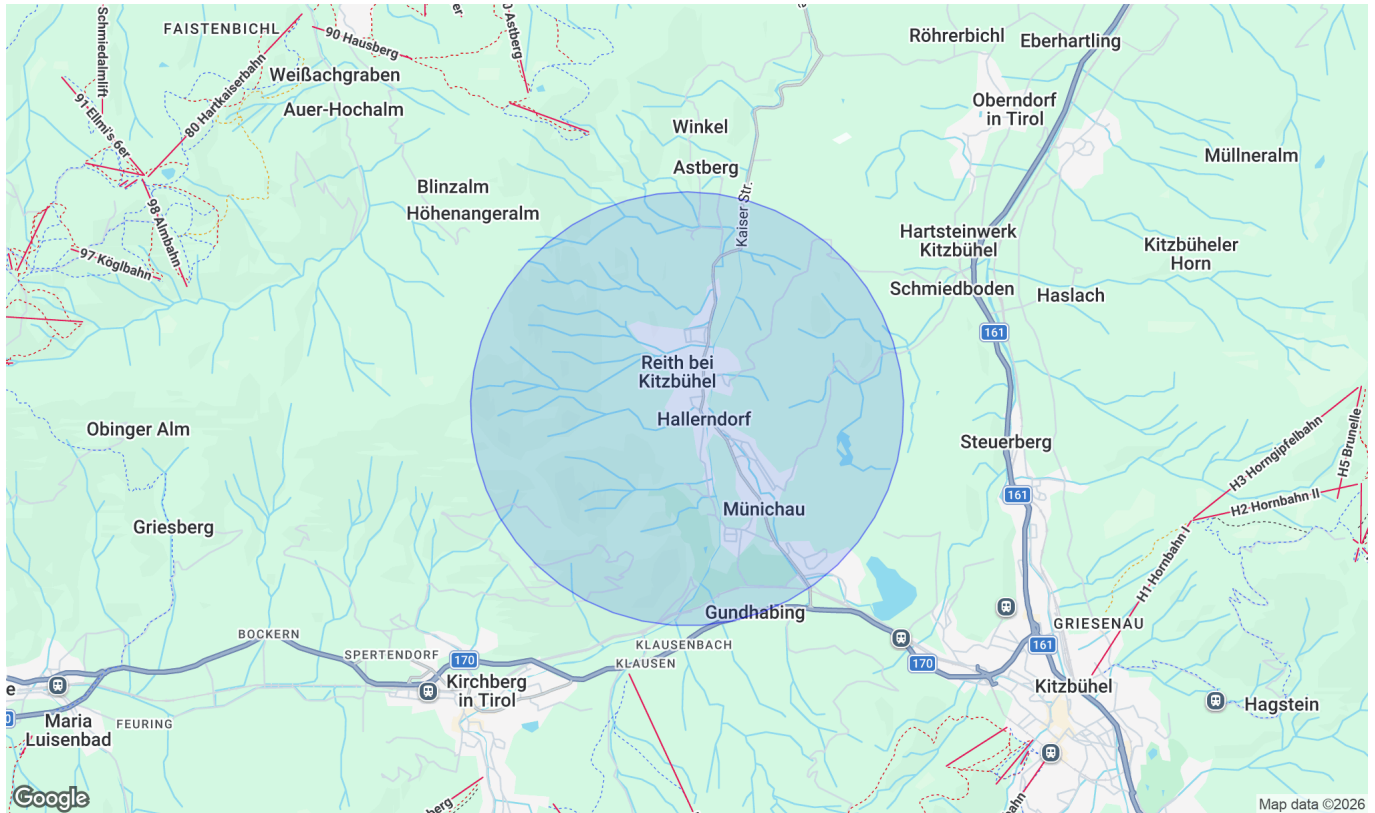 Schmiedalmlift
FAISTENBICHL
90 Hausberg
Röhrerbichl
Eberhartling
Weißachgraben
80 Hartkaiserbahn
91 Ellmi's 6er
Auer-Hochalm
Oberndorf
in Tirol
Winkel
Müllneralm
Astberg
Blinzalm
Höhenangeralm
98 Almbahn
Kaiser Str.
Hartsteinwerk
Kitzbühel
Kitzbüheler
Horn
97 Köglbahn
Schmiedboden
Haslach
161
Reith bei
Kitzbühel
Hallerndorf
Obinger Alm
Steuerberg
H3 Horngipfelbahn
H5 Brunelle
161
H2 Hornbahn II
Münichau
Griesberg
H1 Hornbahn I
Gundhabing
GRIESENAU
BOCKERN
KLAUSENBACH
161
SPERTENDORF
170
KLAUSEN
170
Kirchberg
in Tirol
Kitzbühel
Hagstein
Maria
Luisenbad
FEURING
Google
Map data ©2026